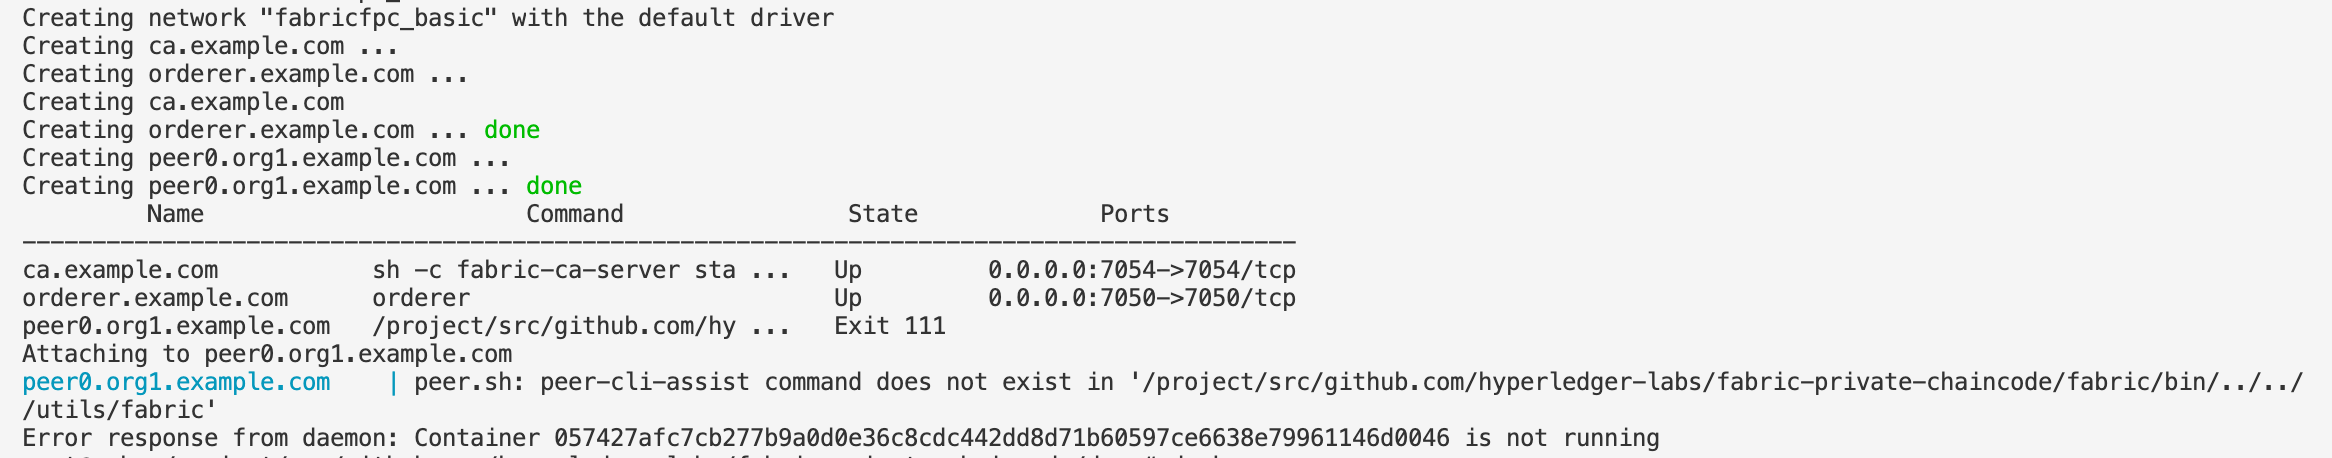 Creating network "fabricfpc_basic" with the default driver
Creating ca.example.com ...
Creating orderer.example.com ...
Creating ca.example.com
Creating orderer.example.com ... done
Creating peer0.org1.example.com ...
Creating peer0.org1.example.com ... done
Name Command State Ports
--------------------------------------------------------------------------------------------
ca.example.com sh -c fabric-ca-server sta ... Up 0.0.0.0:7054->7054/tcp
orderer.example.com orderer Up 0.0.0.0:7050->7050/tcp
peer0.org1.example.com /project/src/github.com/hy ... Exit 111
Attaching to peer0.org1.example.com
peer0.org1.example.com | peer.sh: peer-cli-assist command does not exist in '/project/src/github.com/hyperledger-labs/fabric-private-chaincode/fabric/bin/../../
/utils/fabric'
Error response from daemon: Container 057427afc7cb277b9a0d0e36c8cdc442dd8d71b60597ce6638e79961146d0046 is not running